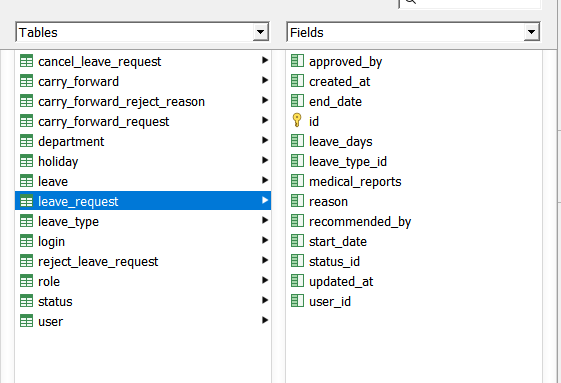 Tables
cancel_leave_request
carry_forward
carry_forward_reject_reason
carry_forward_request
department
holiday
leave
leave_request
leave_type
login
reject_leave_request
role
status
user
Fields
approved_by
created_at
end_date
id
leave_days
leave_type_id
medical_reports
reason
recommended_by
start_date
status_id
updated_at
user_id